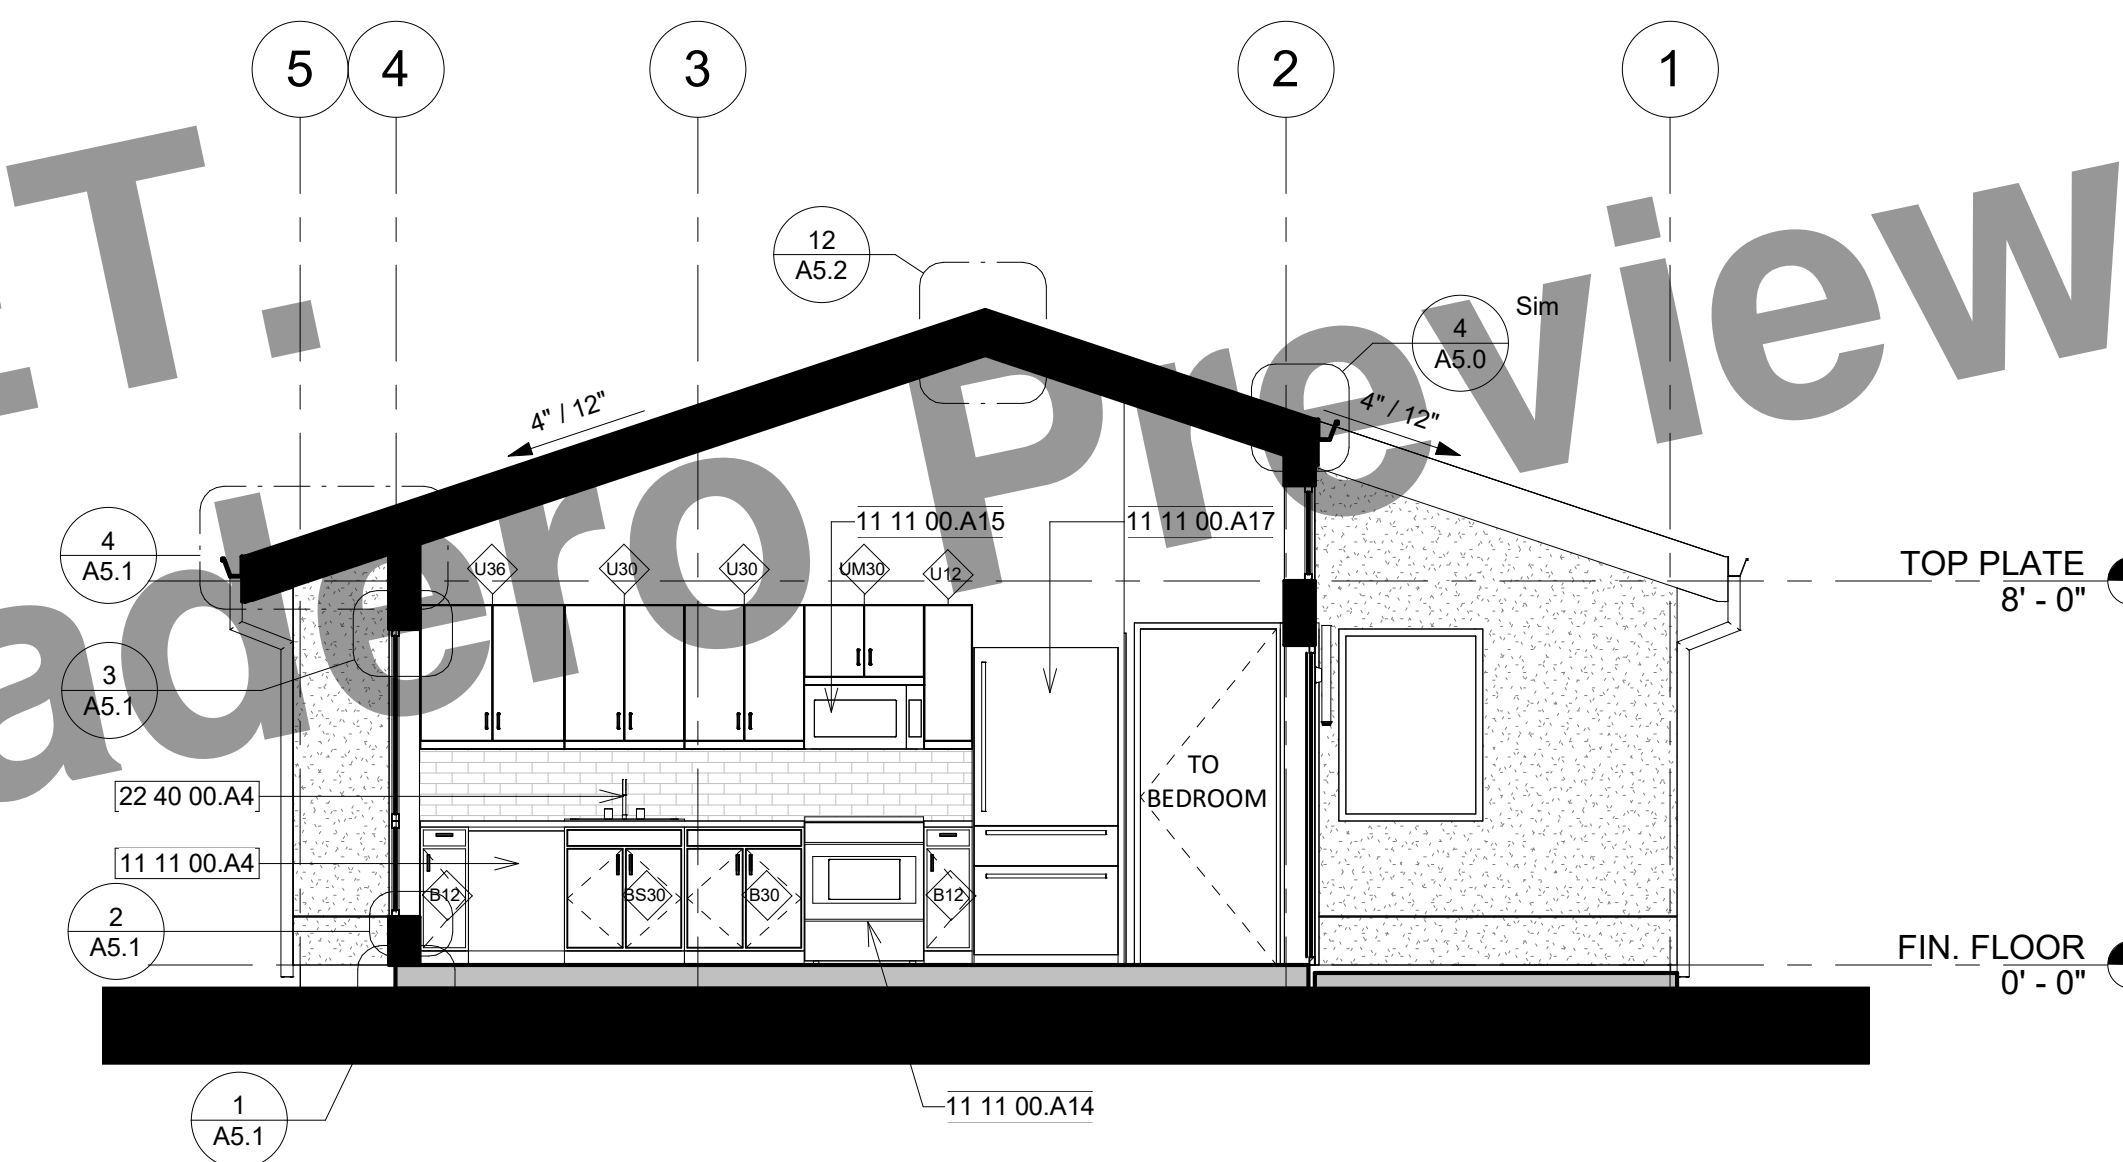 5
4
3
2
1
ET.
adero Preview
12
A5.2
Sim
4
A5.0
4" / 12"
4" / 12"
4
A5.1
11 11 00.A15
11 11 00.A17
U36
U30
U30
UM30
U12
TOP PLATE
8' - 0"
3
A5.1
TO
BEDROOM
22 40 00.A4
11 11 00.A4
B12
BS30
B30
B12
2
A5.1
FIN. FLOOR
0' - 0"
1
A5.1
11 11 00.A14